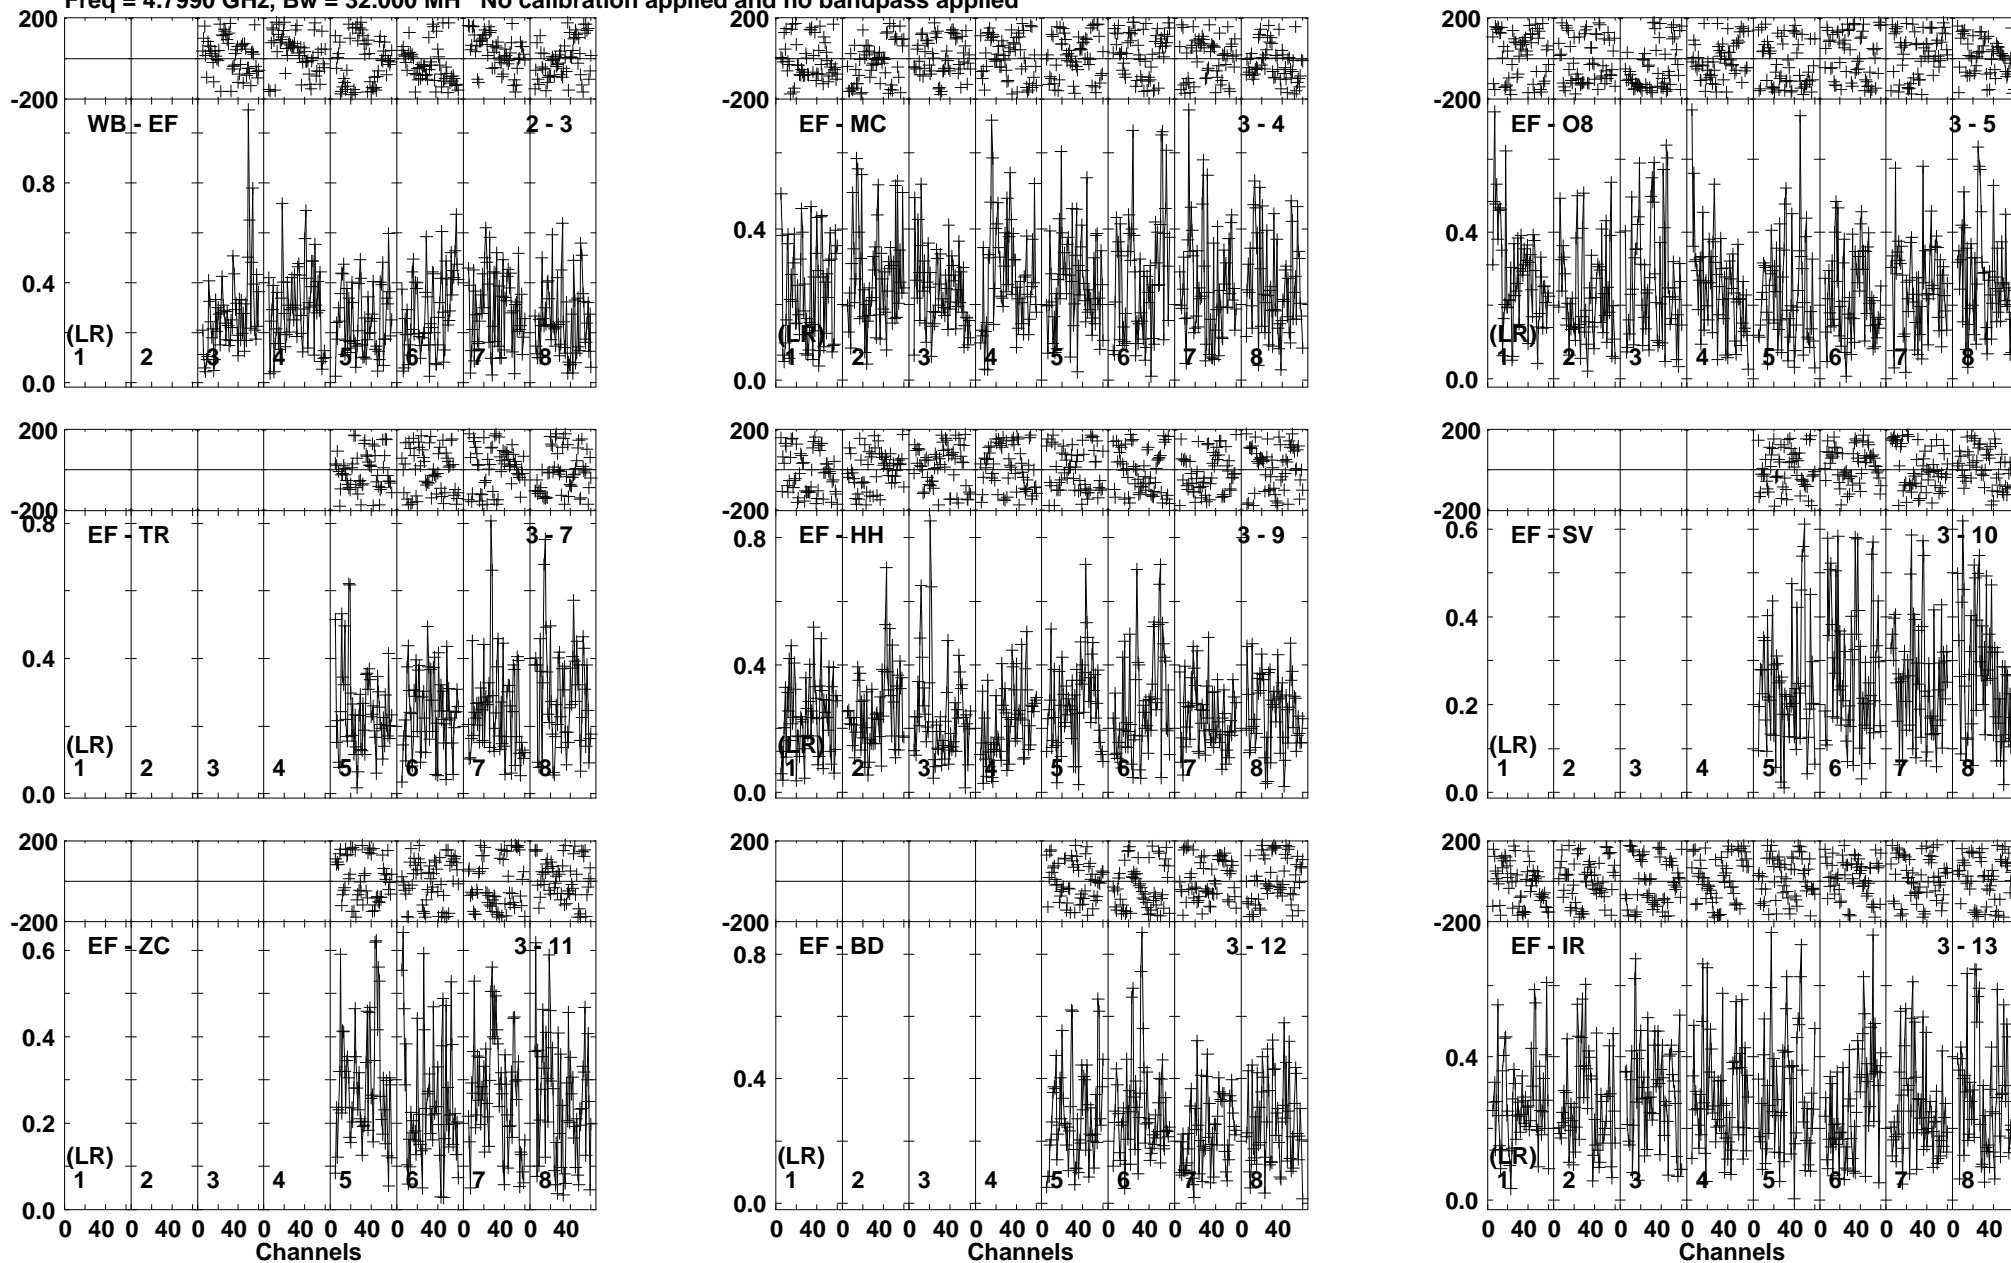 Freq = 4.7990 GHz, Bw = 32.000 MH No calibration applied and no bandpass applied
200 200 200
-200 -200 -200
WB - EF 2 - 3 EF - MC 3 - 4 EF - O8 3 - 5
0.8
0.4 0.4 0.4
(LR) (LR) (LR)
1 2 3 4 5 6 7 8 1 2 3 4 5 6 7 8 1 2 3 4 5 6 7 8
0.0 0.0 0.0
200 200 200
-200 -200 -200
0.8 EF - TR 3 - 7 0.8 EF - HH 3 - 9 0.6 EF - SV 3 - 10
0.4 0.4 0.4
0.2
(LR) (LR) (LR)
1 2 3 4 5 6 7 8 1 2 3 4 5 6 7 8 1 2 3 4 5 6 7 8
0.0 0.0 0.0
200 200 200
-200 -200 -200
0.6 EF - ZC 3 - 11 0.8 EF - BD 3 - 12 EF - IR 3 - 13
0.4 0.4 0.4
0.2
(LR) (LR) (LR)
1 2 3 4 5 6 7 8 1 2 3 4 5 6 7 8 1 2 3 4 5 6 7 8
0.0 0.0 0.0
0 40 0 40 0 40 0 40 0 40 0 40 0 40 0 40 0 40 0 40 0 40 0 40 0 40 0 40 0 40 0 40 0 40 0 40 0 40 0 40 0 40 0 40 0 40 0 40
Channels Channels Channels